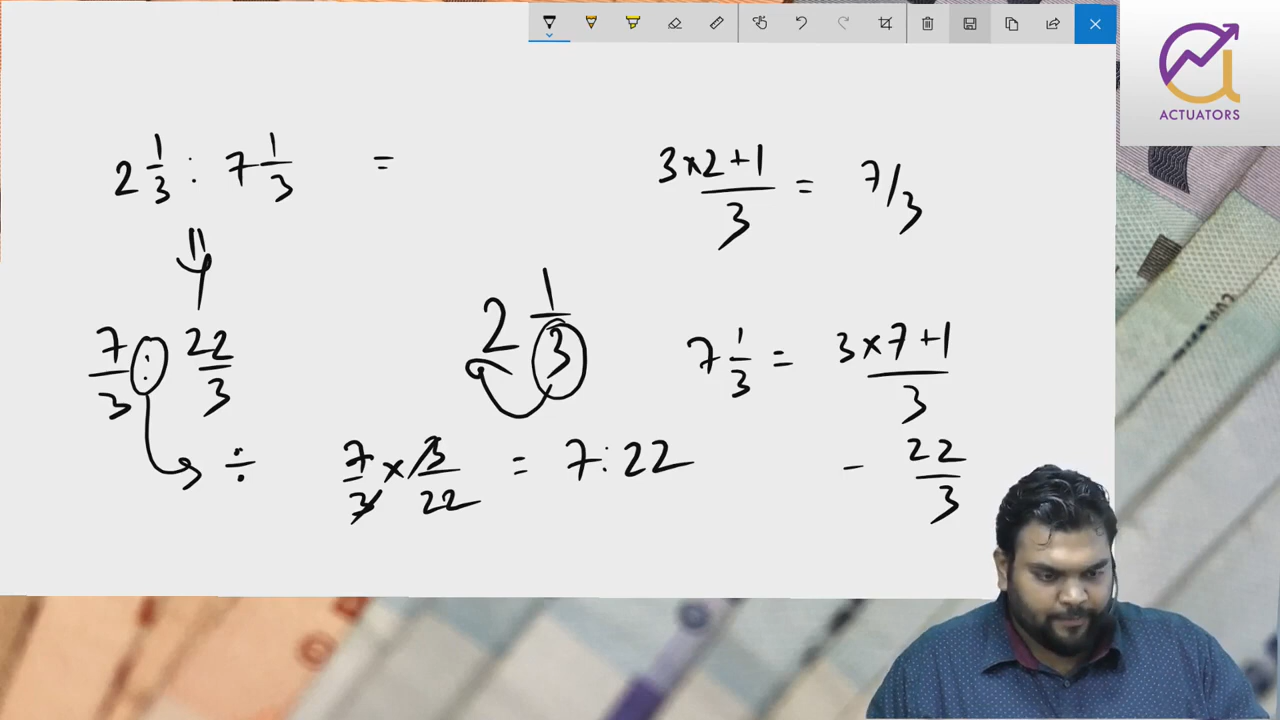 ACTUATORS
2 1/3 : 7 1/3 =
3×2+1/3 = 7/3
7/3 : 22/3
2 1/3
7 1/3 = 3×7+1/3
÷ 7/3 × 3/22 = 7:22
- 22/3